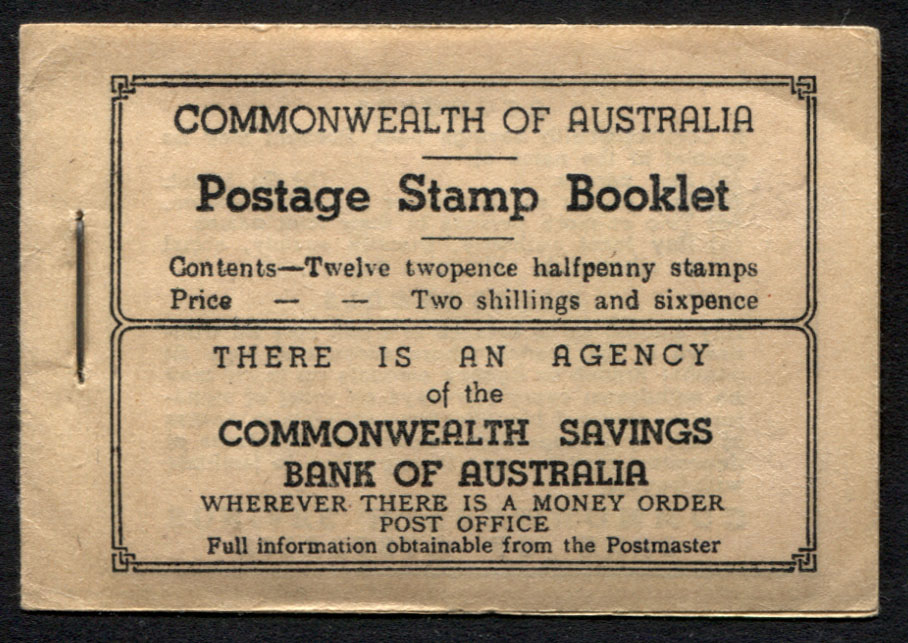 COMMONWEALTH OF AUSTRALIA
Postage Stamp Booklet
Contents—Twelve twopence halfpenny stamps
Price — — Two shillings and sixpence
THERE IS AN AGENCY
of the
COMMONWEALTH SAVINGS
BANK OF AUSTRALIA
WHEREVER THERE IS A MONEY ORDER
POST OFFICE
Full information obtainable from the Postmaster